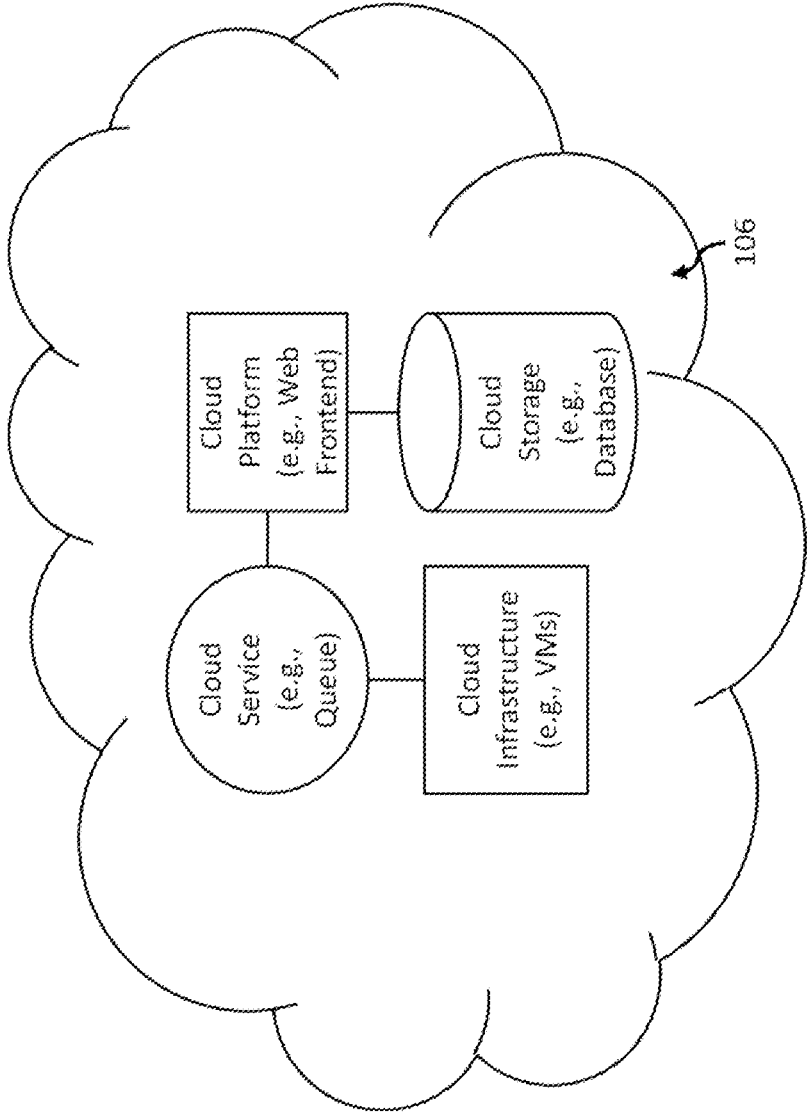 Cloud
Service
(e.g.,
Queue)
Cloud
Platform
(e.g., Web
Frontend)
Cloud
Infrastructure
(e.g., VMs)
Cloud
Storage
(e.g.,
Database)
106